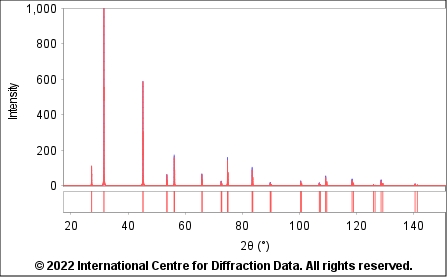 1,000
800
600
400
200
0
Intensity
20 40 60 80 100 120 140
2θ (°)
© 2022 International Centre for Diffraction Data. All rights reserved.